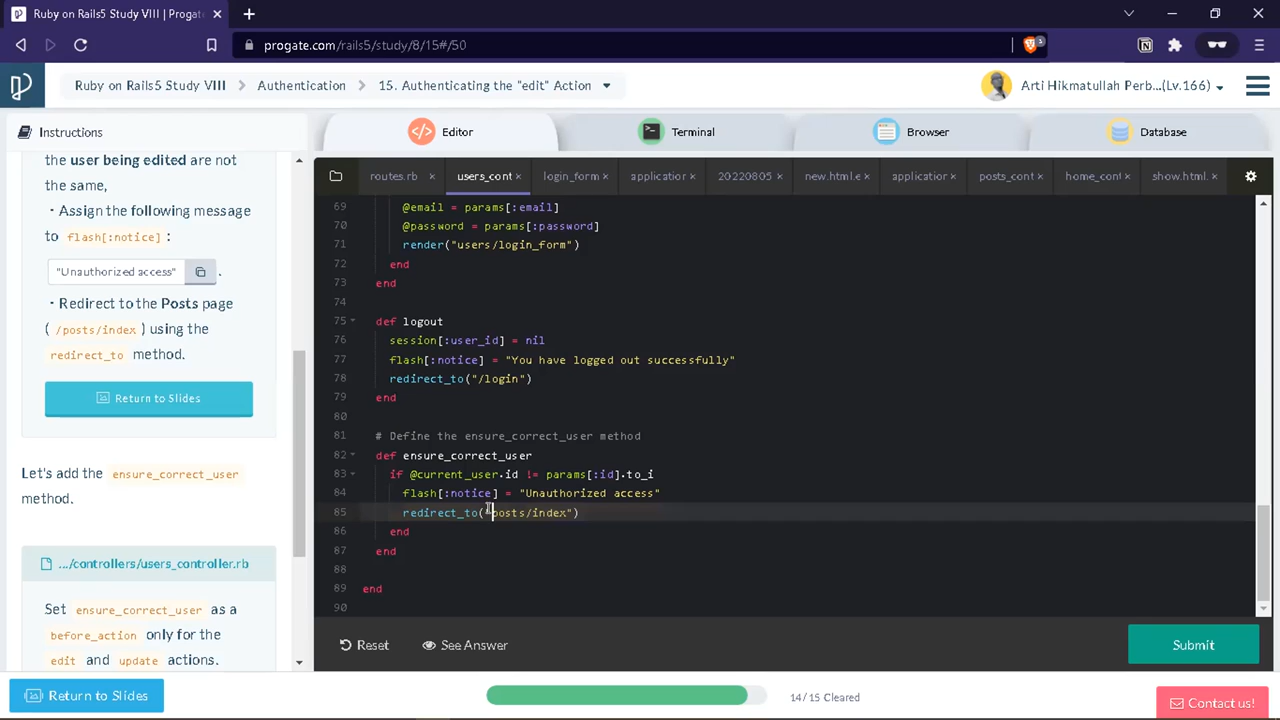 Ruby on Rails5 Study VIII | Progate
progate.com/rails5/study/8/15#/50
3
Ruby on Rails5 Study VIII
Authentication
15. Authenticating the "edit" Action
Arti Hikmatullah Perb...(Lv.166)
Instructions
Editor
Terminal
Browser
Database
routes.rb
users_cont
login_form
application
20220805
new.html.e
application
posts_cont
home_cont
show.html.
the user being edited are not
the same,
・Assign the following message
to flash[:notice] :
"Unauthorized access" .
・Redirect to the Posts page
( /posts/index ) using the
redirect_to method.
Return to Slides
Let's add the ensure_correct_user
method.
.../controllers/users_controller.rb
Set ensure_correct_user as a
before_action only for the
edit and update actions.
69 @email = params[:email]
70 @password = params[:password]
71 render("users/login_form")
72 end
73 end
74
75 def logout
76 session[:user_id] = nil
77 flash[:notice] = "You have logged out successfully"
78 redirect_to("/login")
79 end
80
81 # Define the ensure_correct_user method
82 def ensure_correct_user
83 if @current_user.id != params[:id].to_i
84 flash[:notice] = "Unauthorized access"
85 redirect_to("posts/index")
86 end
87 end
88
89 end
90
Reset
See Answer
Submit
Return to Slides
14/15 Cleared
Contact us!